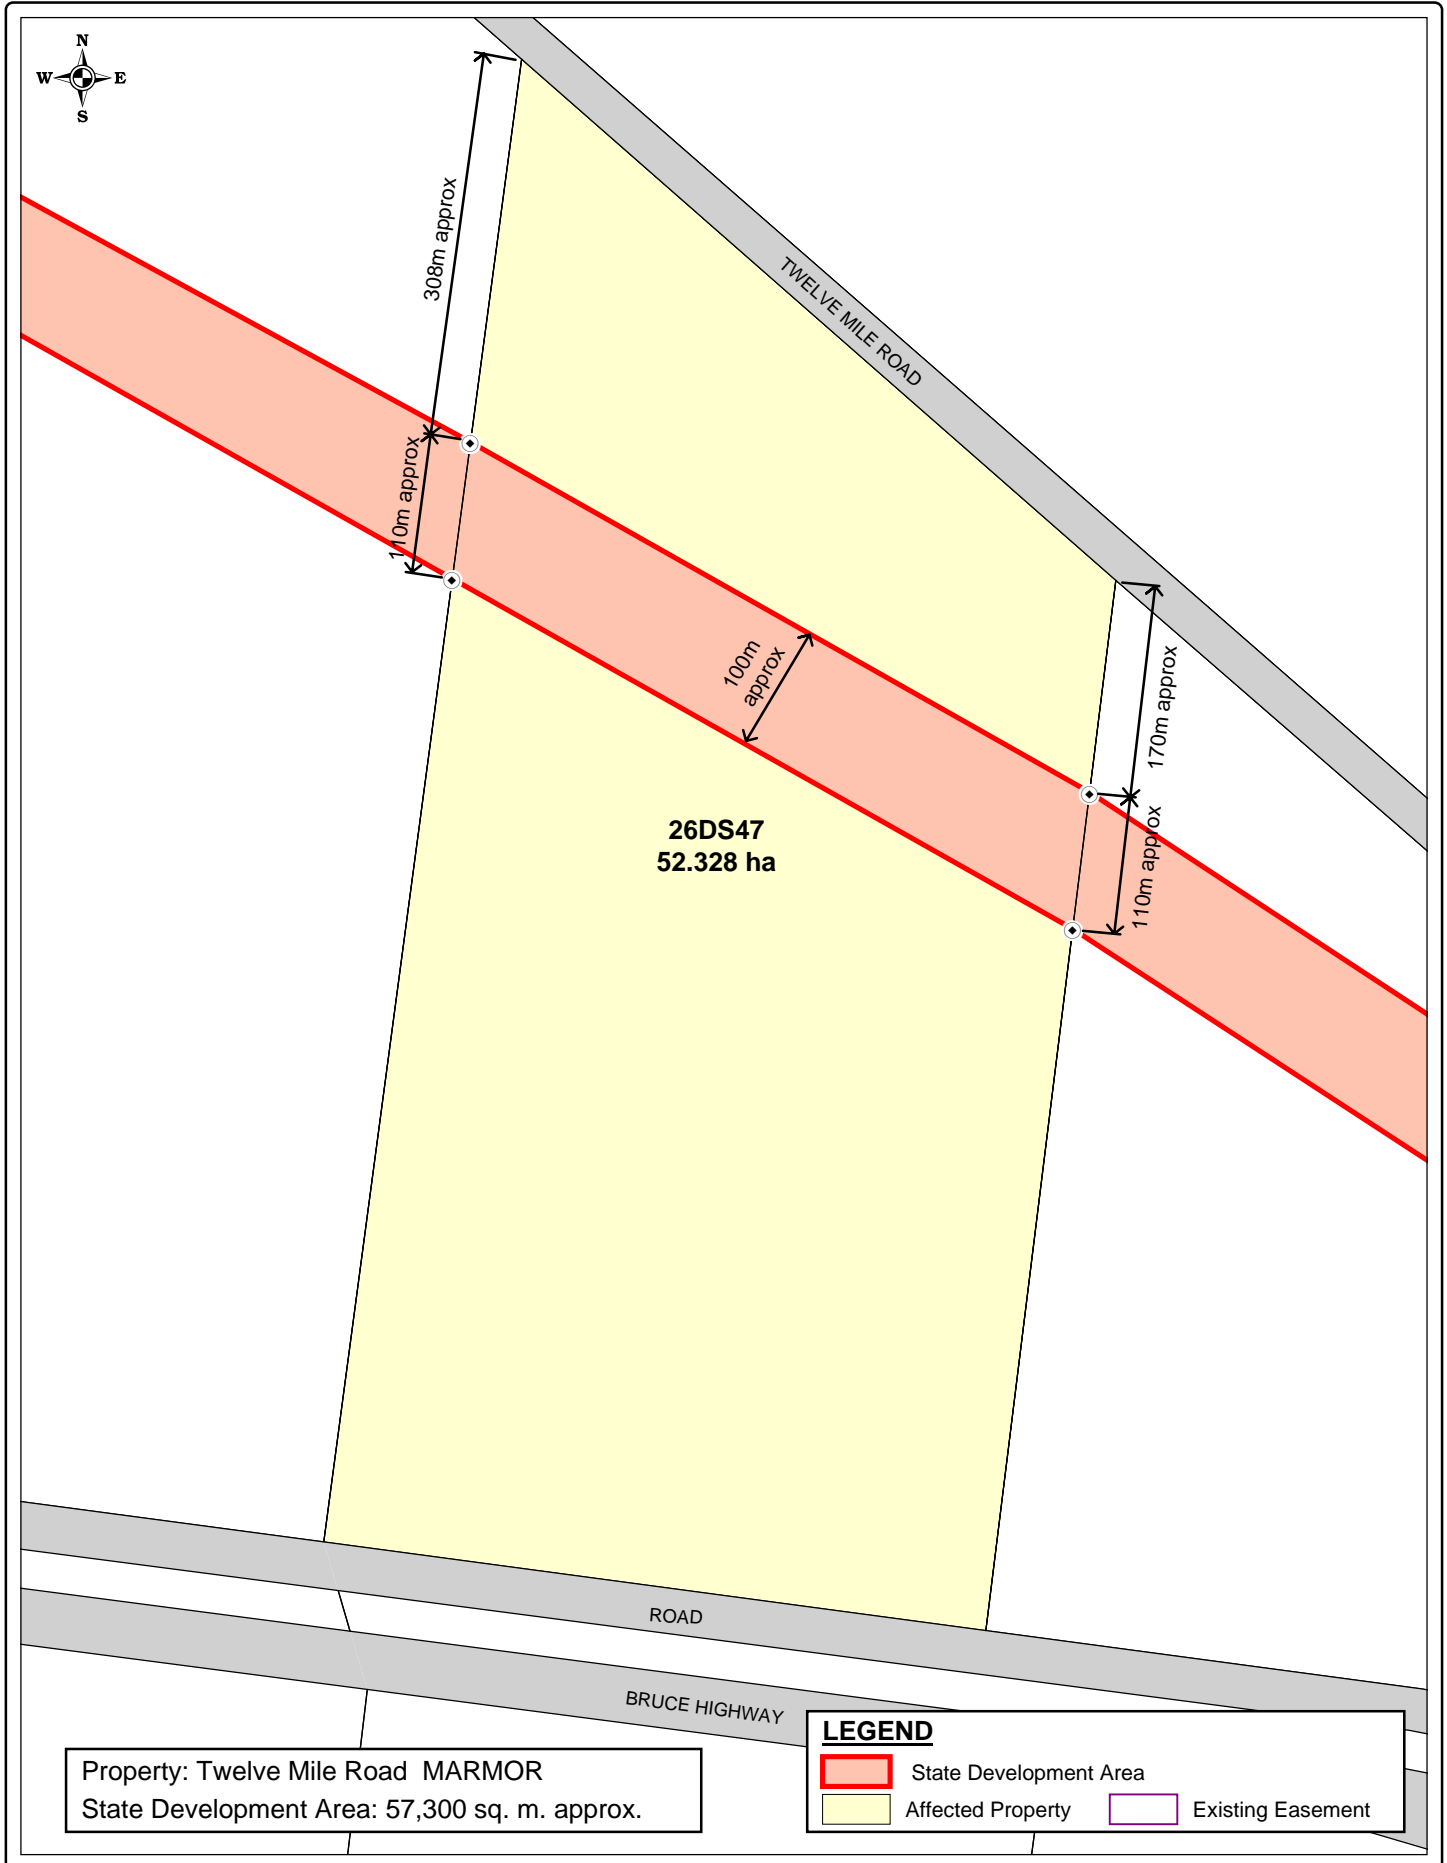 N
W E
S
308m approx
TWELVE MILE ROAD
110m approx
100m
approx
170m approx
110m approx
26DS47
52.328 ha
ROAD
BRUCE HIGHWAY
LEGEND
State Development Area
Affected Property Existing Easement
Property: Twelve Mile Road MARMOR
State Development Area: 57,300 sq. m. approx.